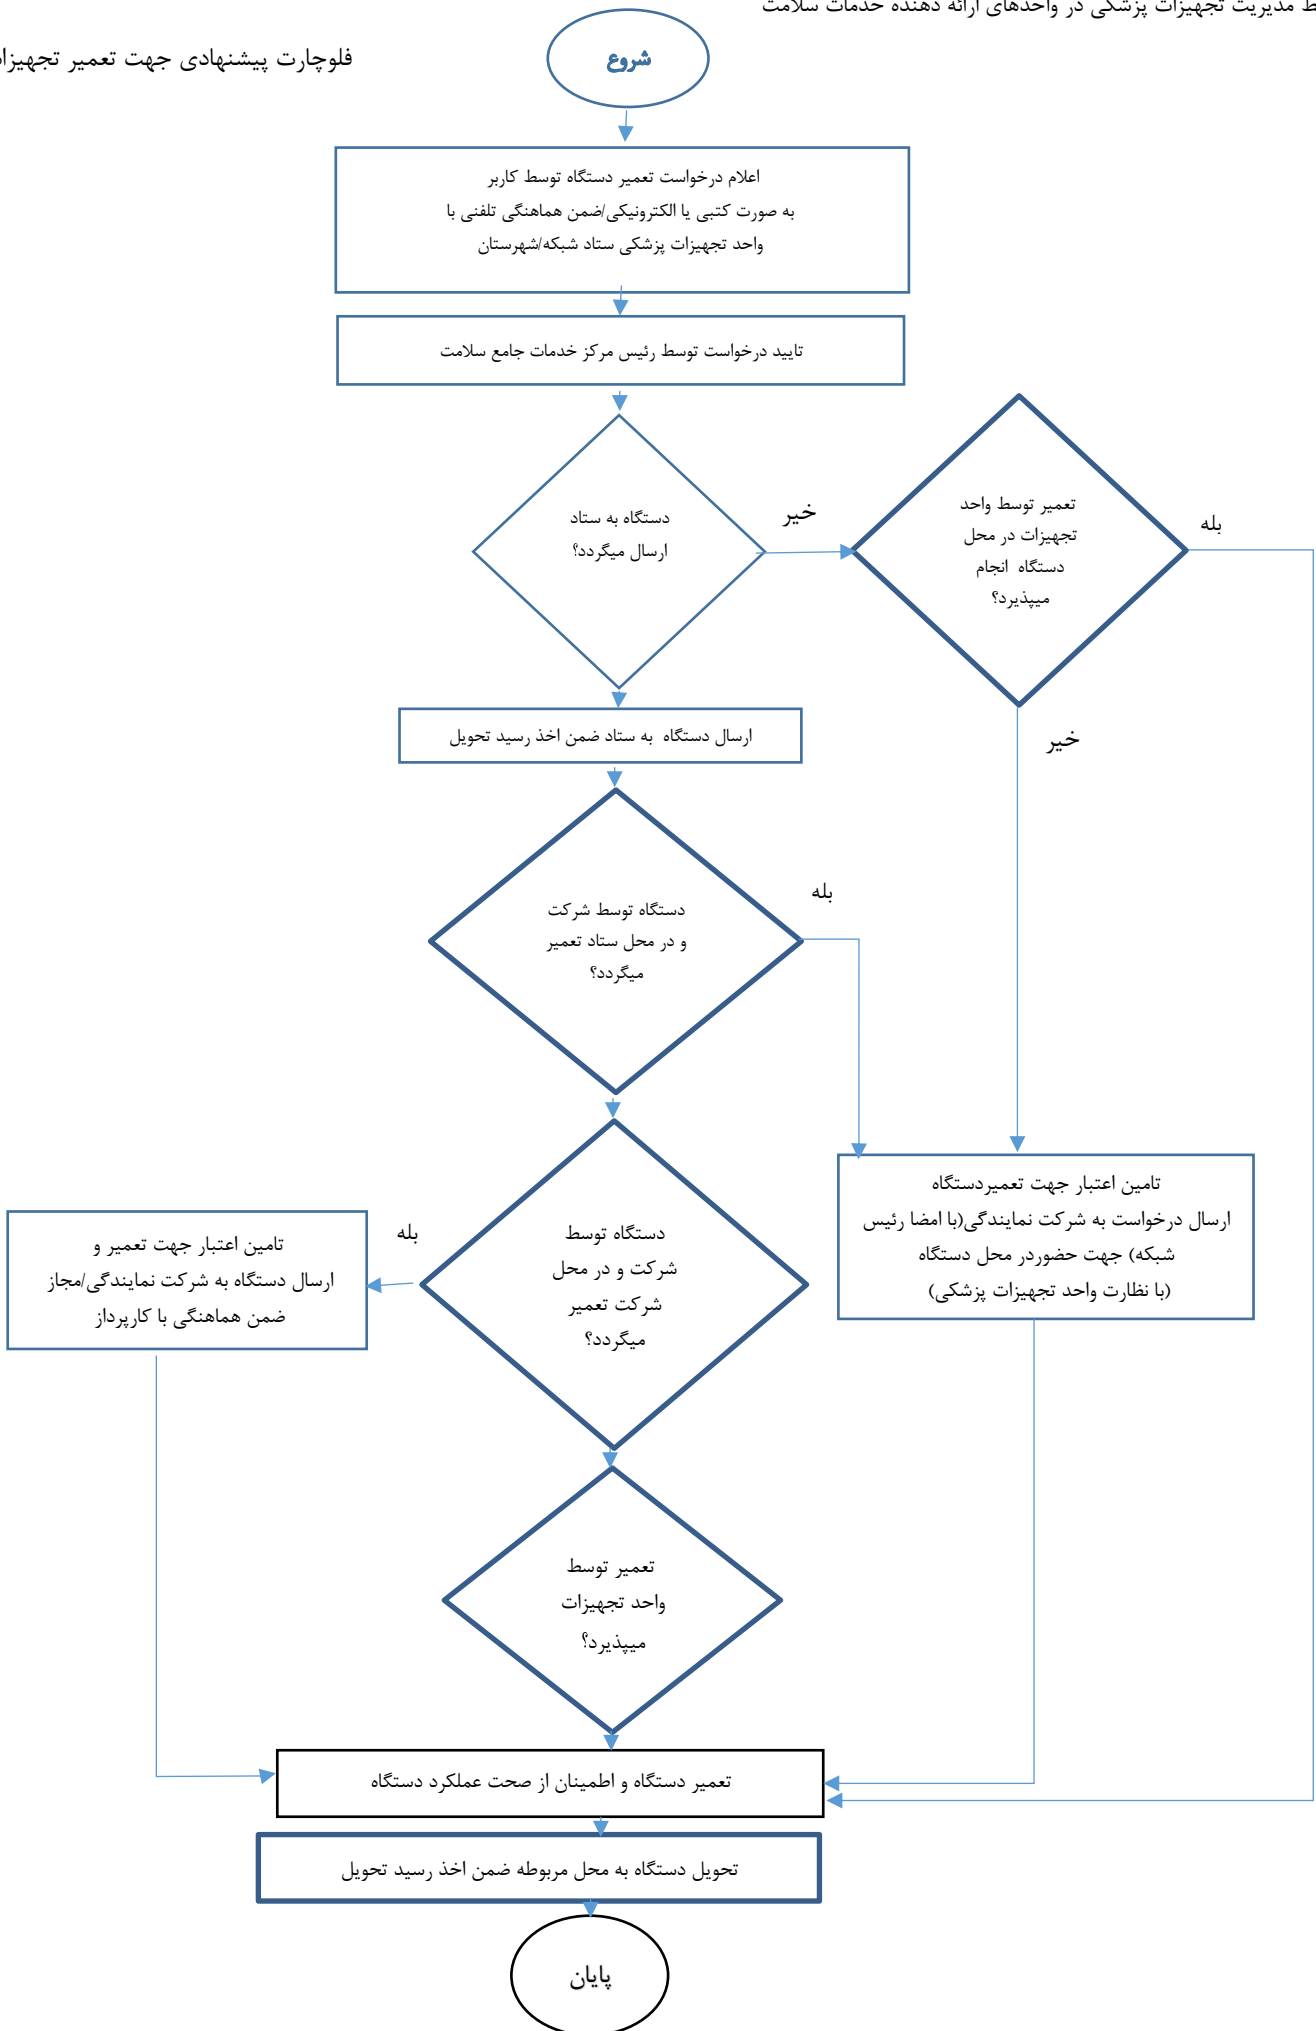 مدیریت تجهیزات پزشکی در واحدهای ارائه دهنده خدمات سلامت
فلوچارت پیشنهادی جهت تعمیر
شروع
اعلام درخواست تعمیر دستگاه توسط کاربر
به صورت کتبی یا الکترونیکی/ضمن هماهنگی تلفنی با
واحد تجهیزات پزشکی ستاد شبکه/شهرستان
تایید درخواست توسط رئیس مرکز خدمات جامع سلامت
دستگاه به ستاد
ارسال میگردد؟
خیر
تعمیر توسط واحد
تجهیزات در محل
دستگاه انجام
میپذیرد؟
بله
خیر
ارسال دستگاه به ستاد ضمن اخذ رسید تحویل
دستگاه توسط شرکت
و در محل ستاد تعمیر
میگردد؟
بله
تامین اعتبار جهت تعمیردستگاه
ارسال درخواست به شرکت نمایندگی(با امضا رئیس
شبکه) جهت حضوردر محل دستگاه
(با نظارت واحد تجهیزات پزشکی)
دستگاه توسط
شرکت و در محل
شرکت تعمیر
میگردد؟
بله
تامین اعتبار جهت تعمیر و
ارسال دستگاه به شرکت نمایندگی/مجاز
ضمن هماهنگی با کارپرداز
تعمیر توسط
واحد تجهیزات
میپذیرد؟
تعمیر دستگاه و اطمینان از صحت عملکرد دستگاه
تحویل دستگاه به محل مربوطه ضمن اخذ رسید تحویل
پایان